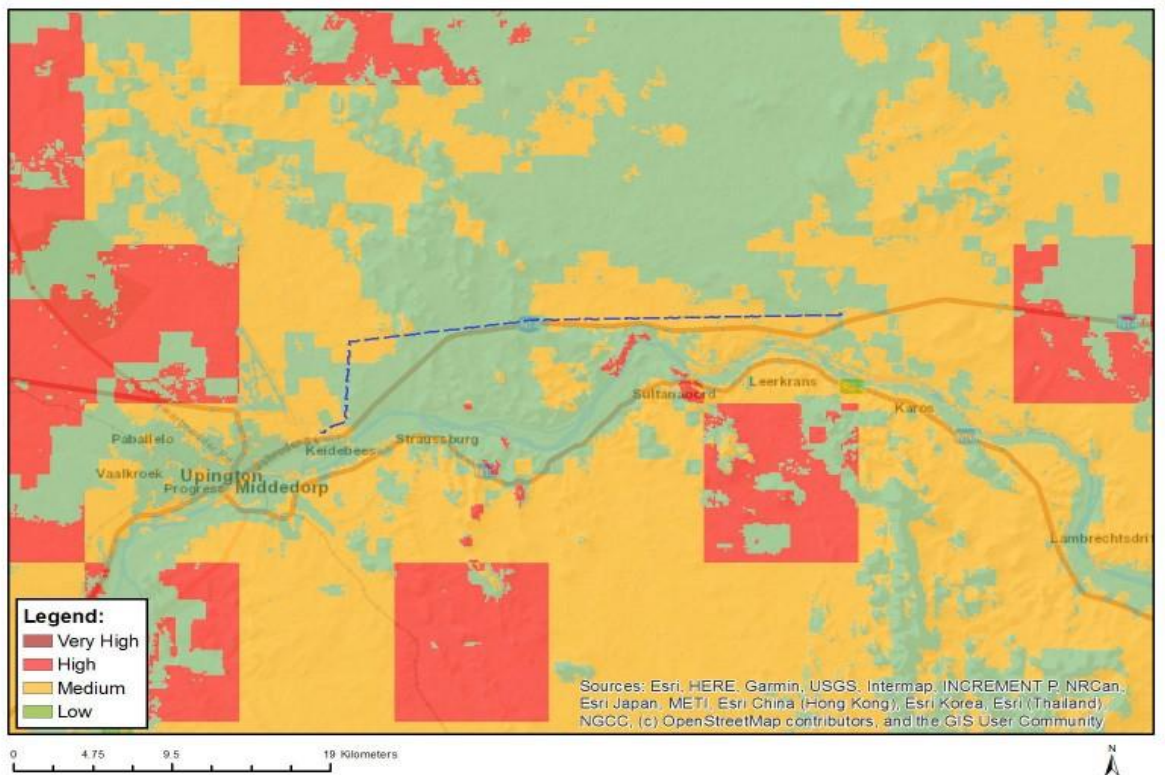 Sultanaoord
Leerkrans
Karos
Paballelo
Keidebees
Straussburg
Vaalkroek
Upington
Progress
Middedorp
Lambrechtsdrif
Legend:
Very High
High
Medium
Low
Sources: Esri, HERE, Garmin, USGS, Intermap, INCREMENT P, NRCan,
Esri Japan, METI, Esri China (Hong Kong), Esri Korea, Esri (Thailand),
NGCC, (c) OpenStreetMap contributors, and the GIS User Community
0 4.75 9.5 19 Kilometers
N